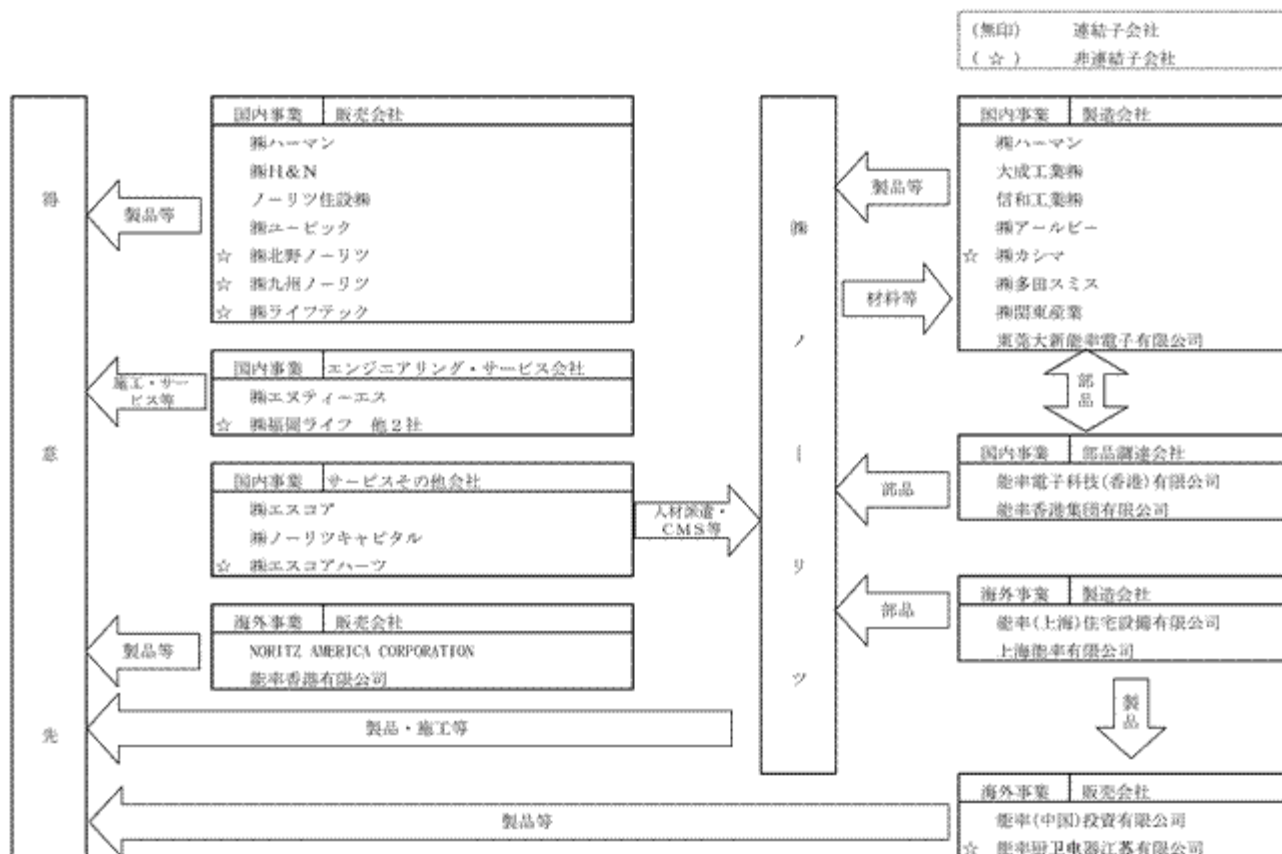 (無印) 連結子会社
( ☆ ) 非連結子会社
得意先
国内事業 販売会社
㈱ハーマン
㈱H&N
ノーリツ住設㈱
㈱ユービック
☆ ㈱北野ノーリツ
☆ ㈱九州ノーリツ
☆ ㈱ライフテック
製品等
国内事業 エンジニアリング・サービス会社
㈱エヌティーエス
☆ ㈱福岡ライフ 他2社
施工・サー
ビス等
国内事業 サービスその他会社
㈱エスコア
㈱ノーリツキャピタル
☆ ㈱エスコアハーツ
人材派遣・
CMS等
海外事業 販売会社
NORITZ AMERICA CORPORATION
能率香港有限公司
製品等
製品・施工等
製品等
㈱ノーリツ
国内事業 製造会社
㈱ハーマン
大成工業㈱
信和工業㈱
㈱アールビー
☆ ㈱カシマ
㈱多田スミス
㈱関東産業
東莞大新能率電子有限公司
製品等
材料等
部品
国内事業 部品調達会社
能率電子科技(香港)有限公司
能率香港集団有限公司
部品
海外事業 製造会社
能率(上海)住宅設備有限公司
上海能率有限公司
部品
製品
海外事業 販売会社
能率(中国)投資有限公司
☆ 能率厨卫电器江苏有限公司